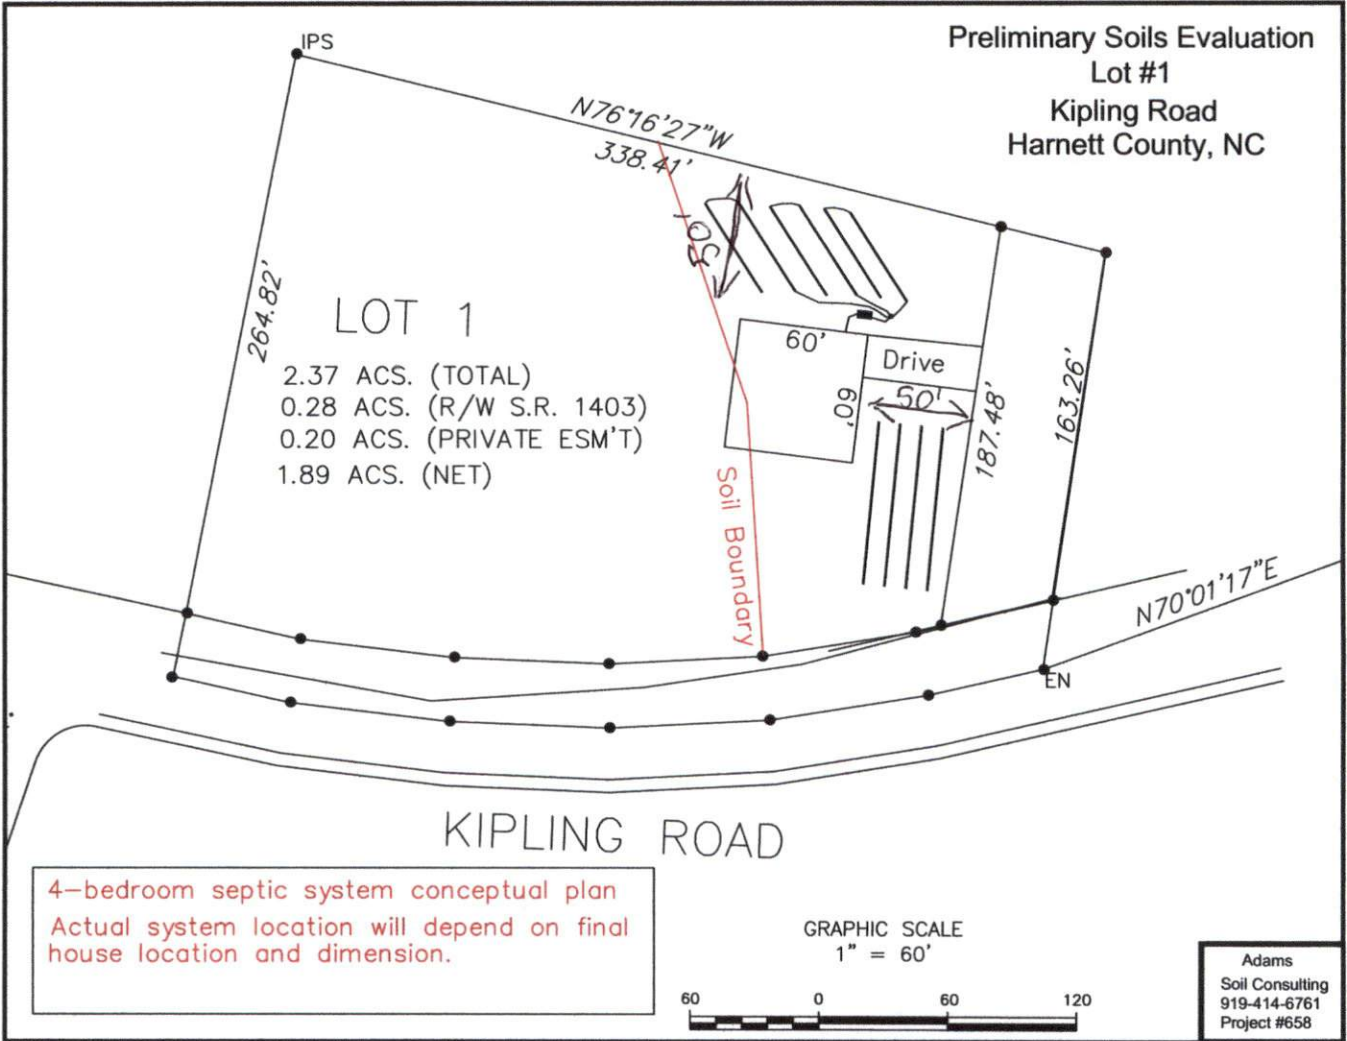 Preliminary Soils Evaluation
Lot #1
Kipling Road
Harnett County, NC
IPS
N76°16'27"W
338.41'
50'
264.82'
LOT 1
2.37 ACS. (TOTAL)
0.28 ACS. (R/W S.R. 1403)
0.20 ACS. (PRIVATE ESM'T)
1.89 ACS. (NET)
60'
Drive
60'
50'
187.48'
163.26'
Soil Boundary
N70°01'17"E
EN
KIPLING ROAD
4-bedroom septic system conceptual plan
Actual system location will depend on final
house location and dimension.
GRAPHIC SCALE
1" = 60'
60 0 60 120
Adams
Soil Consulting
919-414-6761
Project #658